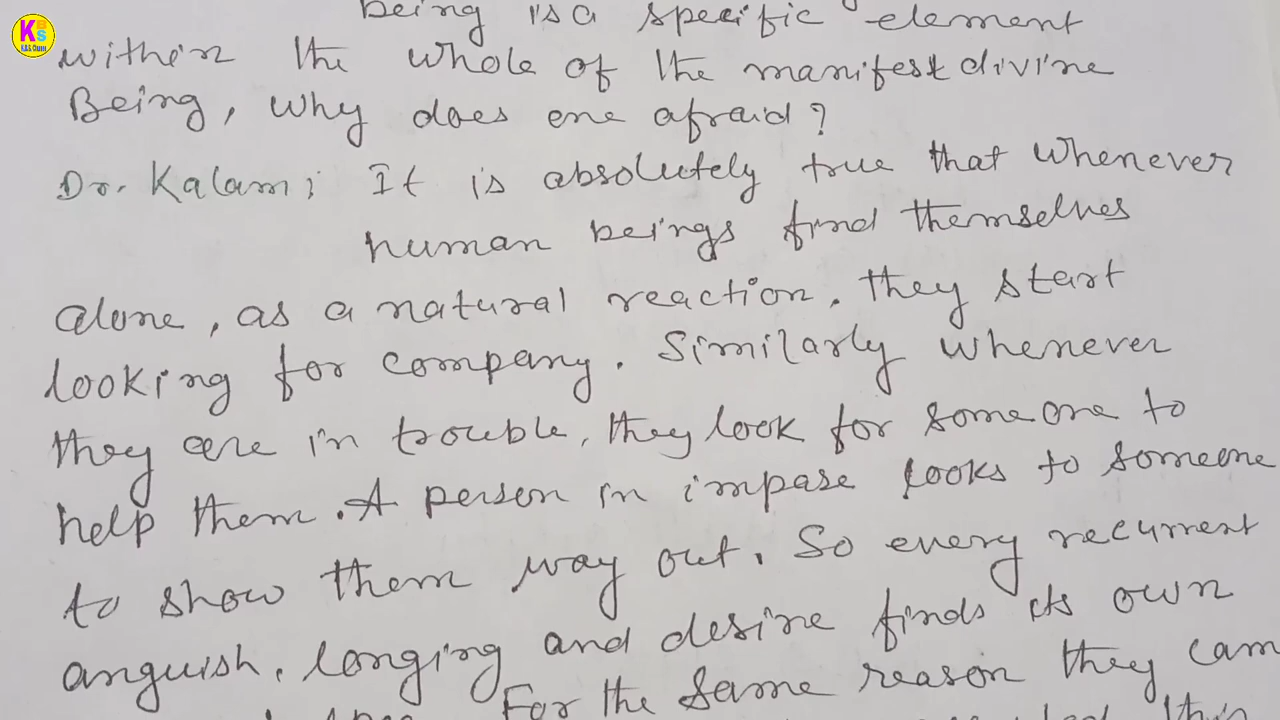 Ks
K.S Classes
being is a specific element
within the whole of the manifest divine
Being, why does one afraid?
Dr. Kalam; It is absolutely true that whenever
human beings find themselves
alone, as a natural reaction. they start
looking for company. Similarly whenever
they are in trouble, they look for someone to
help them. A person in impase looks to someone
to show them way out. So every recurrent
anguish. longing and desire finds its own
For the same reason they cam
this